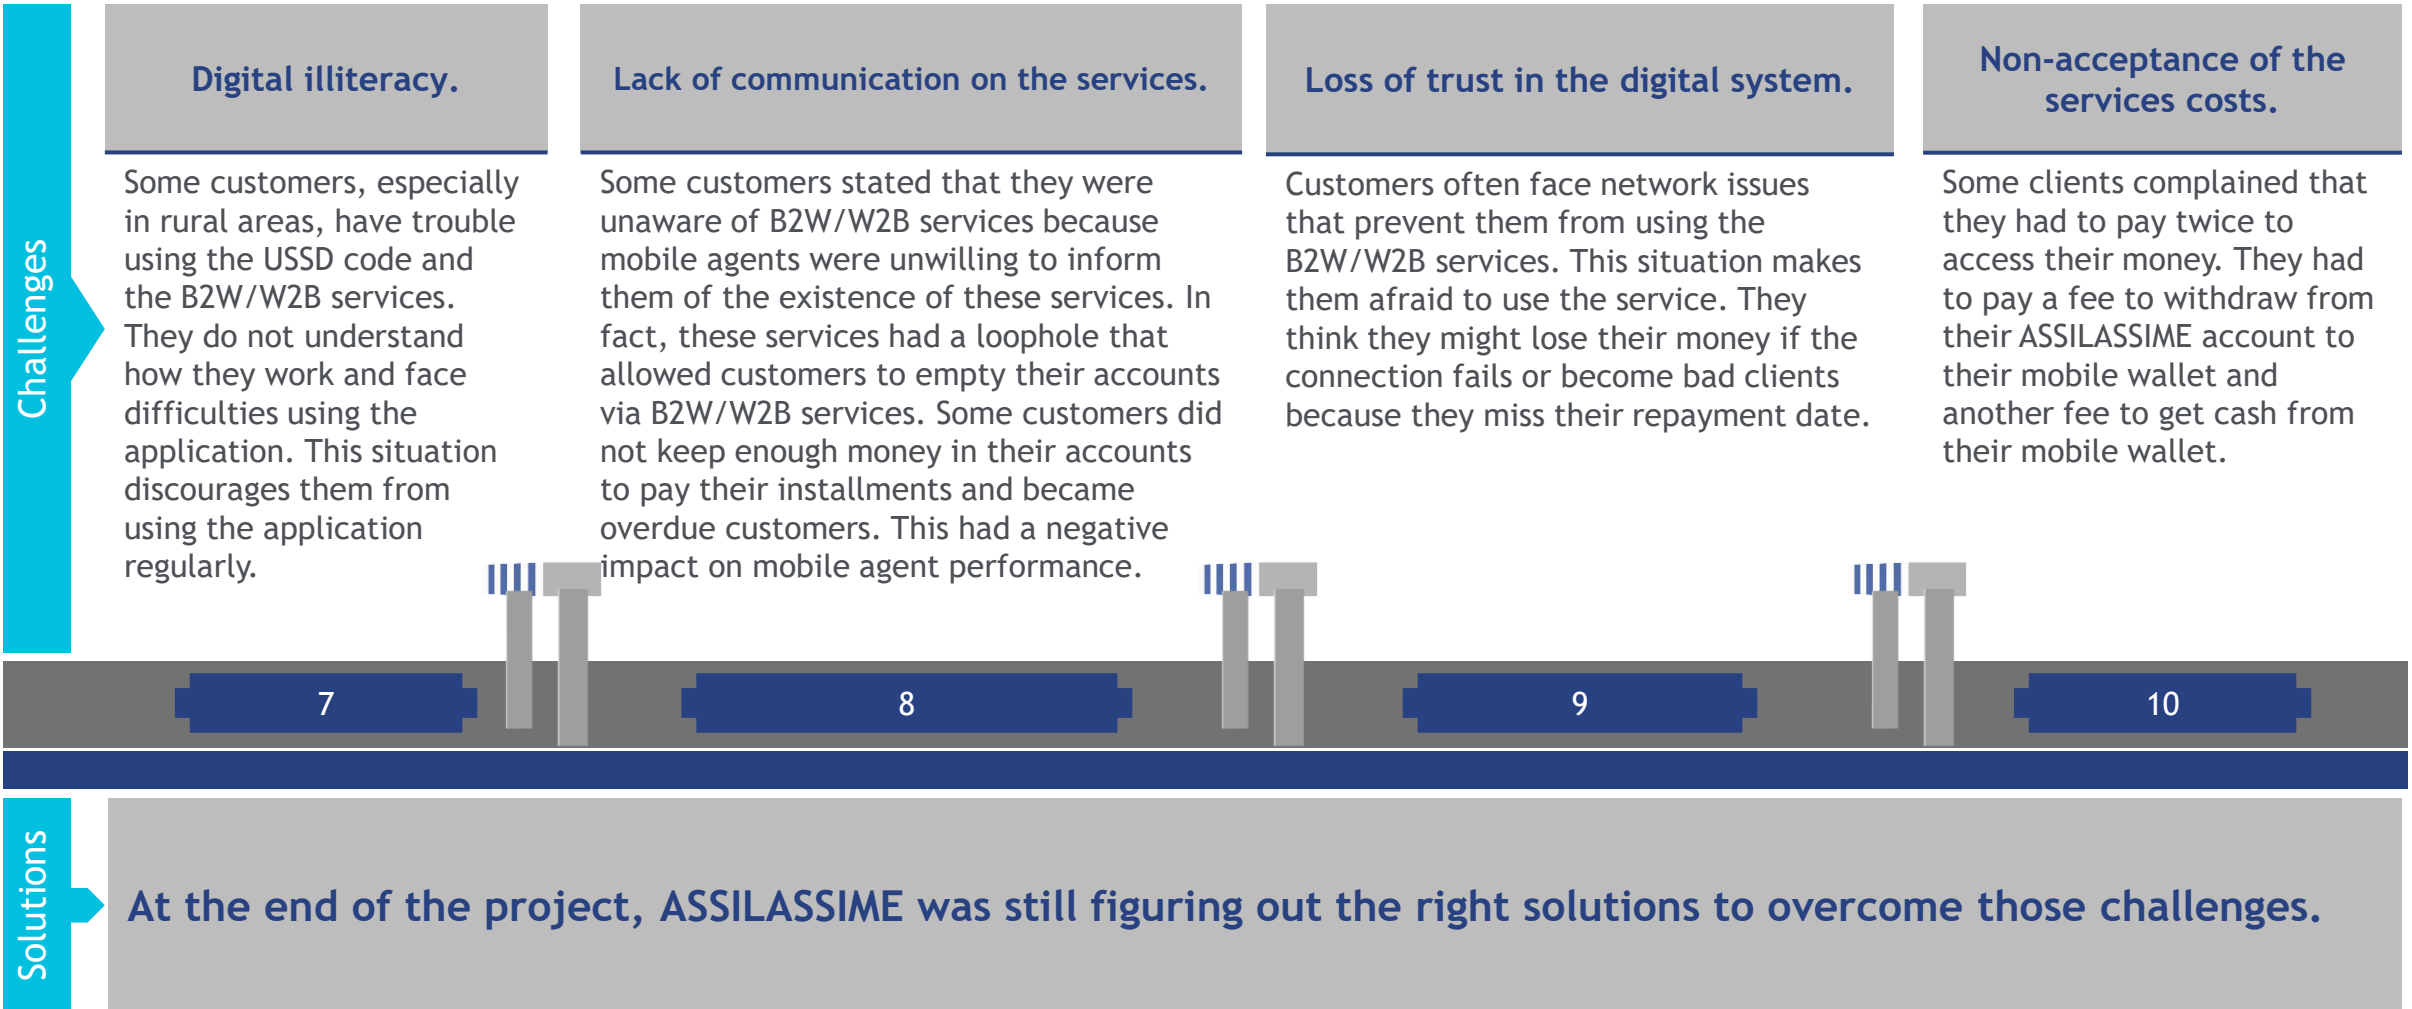 Challenges
Digital illiteracy.
Some customers, especially
in rural areas, have trouble
using the USSD code and
the B2W/W2B services.
They do not understand
how they work and face
difficulties using the
application. This situation
discourages them from
using the application
regularly.
Lack of communication on the services.
Some customers stated that they were
unaware of B2W/W2B services because
mobile agents were unwilling to inform
them of the existence of these services. In
fact, these services had a loophole that
allowed customers to empty their accounts
via B2W/W2B services. Some customers did
not keep enough money in their accounts
to pay their installments and became
overdue customers. This had a negative
impact on mobile agent performance.
Loss of trust in the digital system.
Customers often face network issues
that prevent them from using the
B2W/W2B services. This situation makes
them afraid to use the service. They
think they might lose their money if the
connection fails or become bad clients
because they miss their repayment date.
Non-acceptance of the
services costs.
Some clients complained that
they had to pay twice to
access their money. They had
to pay a fee to withdraw from
their ASSILASSIME account to
their mobile wallet and
another fee to get cash from
their mobile wallet.
7
8
9
10
Solutions
At the end of the project, ASSILASSIME was still figuring out the right solutions to overcome those challenges.